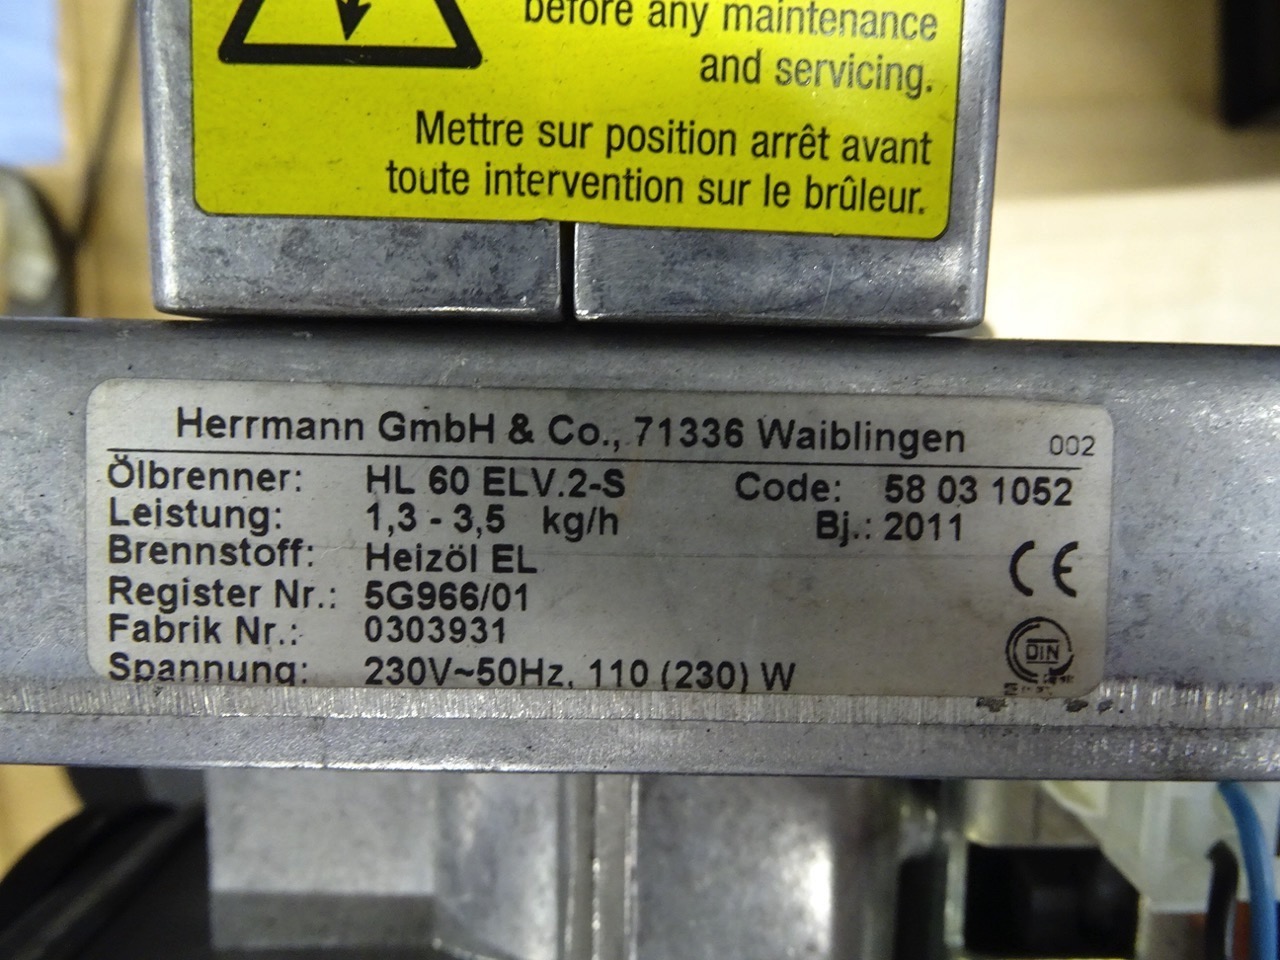 before any maintenance
and servicing.
Mettre sur position arrêt avant
toute intervention sur le brûleur.
Herrmann GmbH & Co., 71336 Waiblingen 002
Ölbrenner: HL 60 ELV.2-S Code: 58 03 1052
Leistung: 1,3 - 3,5 kg/h Bj.: 2011
Brennstoff: Heizöl EL
CE
Register Nr.: 5G966/01
Fabrik Nr.: 0303931
DIN
Spannung: 230V~50Hz, 110 (230) W